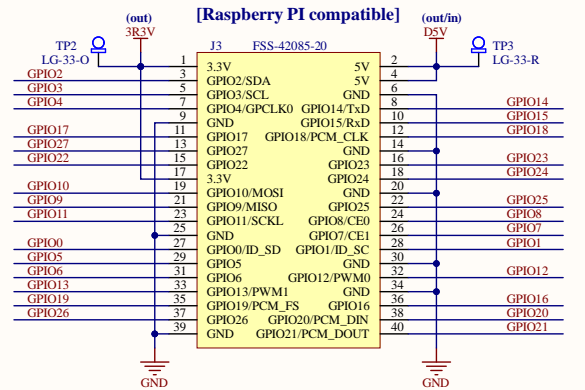 [Raspberry PI compatible]
(out)
(out/in)
3R3V
D5V
TP2
LG-33-O
TP3
LG-33-R
J3 FSS-42085-20
1 3.3V 5V 2
GPIO2 3 GPIO2/SDA 5V 4
GPIO3 5 GPIO3/SCL GND 6
GPIO4 7 GPIO4/GPCLK0 GPIO14/TxD 8 GPIO14
9 GND GPIO15/RxD 10 GPIO15
GPIO17 11 GPIO17 GPIO18/PCM_CLK 12 GPIO18
GPIO27 13 GPIO27 GND 14
GPIO22 15 GPIO22 GPIO23 16 GPIO23
17 3.3V GPIO24 18 GPIO24
GPIO10 19 GPIO10/MOSI GND 20
GPIO9 21 GPIO9/MISO GPIO25 22 GPIO25
GPIO11 23 GPIO11/SCKL GPIO8/CE0 24 GPIO8
25 GND GPIO7/CE1 26 GPIO7
GPIO0 27 GPIO0/ID_SD GPIO1/ID_SC 28 GPIO1
GPIO5 29 GPIO5 GND 30
GPIO6 31 GPIO6 GPIO12/PWM0 32 GPIO12
GPIO13 33 GPIO13/PWM1 GND 34
GPIO19 35 GPIO19/PCM_FS GPIO16 36 GPIO16
GPIO26 37 GPIO26 GPIO20/PCM_DIN 38 GPIO20
39 GND GPIO21/PCM_DOUT 40 GPIO21
GND
GND